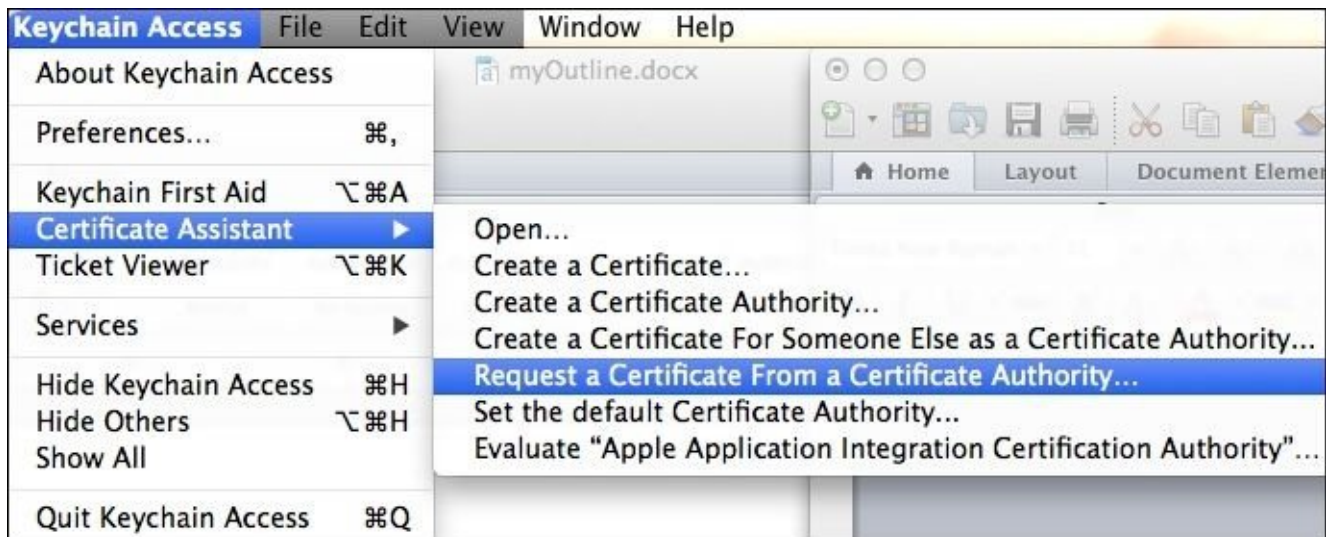 Keychain Access File Edit View Window Help
About Keychain Access
Preferences... ⌘,
Keychain First Aid ⌥⌘A
Certificate Assistant ▶
Ticket Viewer ⌥⌘K
Services ▶
Hide Keychain Access ⌘H
Hide Others ⌥⌘H
Show All
Quit Keychain Access ⌘Q
myOutline.docx
Home Layout Document Elemen
Open...
Create a Certificate...
Create a Certificate Authority...
Create a Certificate For Someone Else as a Certificate Authority...
Request a Certificate From a Certificate Authority...
Set the default Certificate Authority...
Evaluate “Apple Application Integration Certification Authority”...